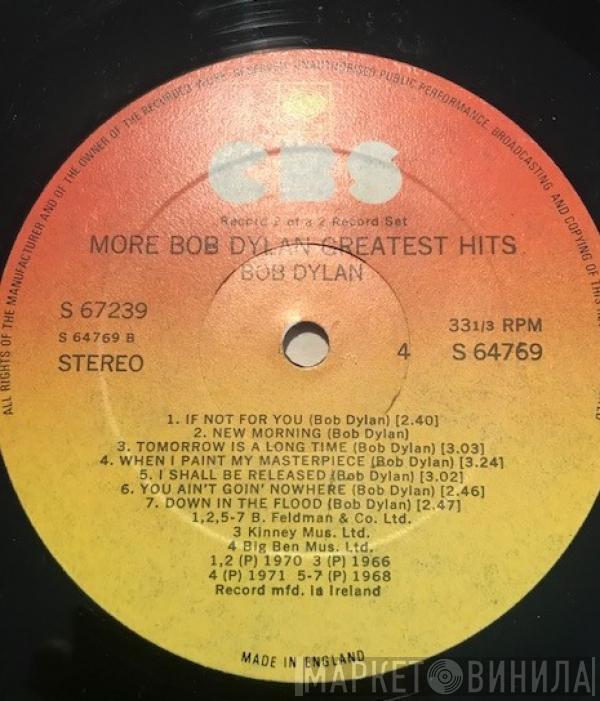 ALL RIGHTS OF THE MANUFACTURER AND OF THE OWNER OF THE RECORDED WORK RESERVED. UNAUTHORISED PUBLIC PERFORMANCE, BROADCASTING AND COPYING OF THIS
CBS
Record 2 of a 2 Record Set
MORE BOB DYLAN GREATEST HITS
BOB DYLAN
S 67239
S 64769 B
STEREO
33 1/3 RPM
4 S 64769
1. IF NOT FOR YOU (Bob Dylan) [2.40]
2. NEW MORNING (Bob Dylan)
3. TOMORROW IS A LONG TIME (Bob Dylan) [3.03]
4. WHEN I PAINT MY MASTERPIECE (Bob Dylan) [3.24]
5. I SHALL BE RELEASED (Bob Dylan) [3.02]
6. YOU AIN'T GOIN' NOWHERE (Bob Dylan) [2.46]
7. DOWN IN THE FLOOD (Bob Dylan) [2.47]
1,2,5-7 B. Feldman & Co. Ltd.
3 Kinney Mus. Ltd.
4 Big Ben Mus. Ltd.
1,2 (P) 1970 3 (P) 1966
4 (P) 1971 5-7 (P) 1968
Record mfd. in Ireland
MADE IN ENGLAND
МАРКЕТ ВИНИЛА